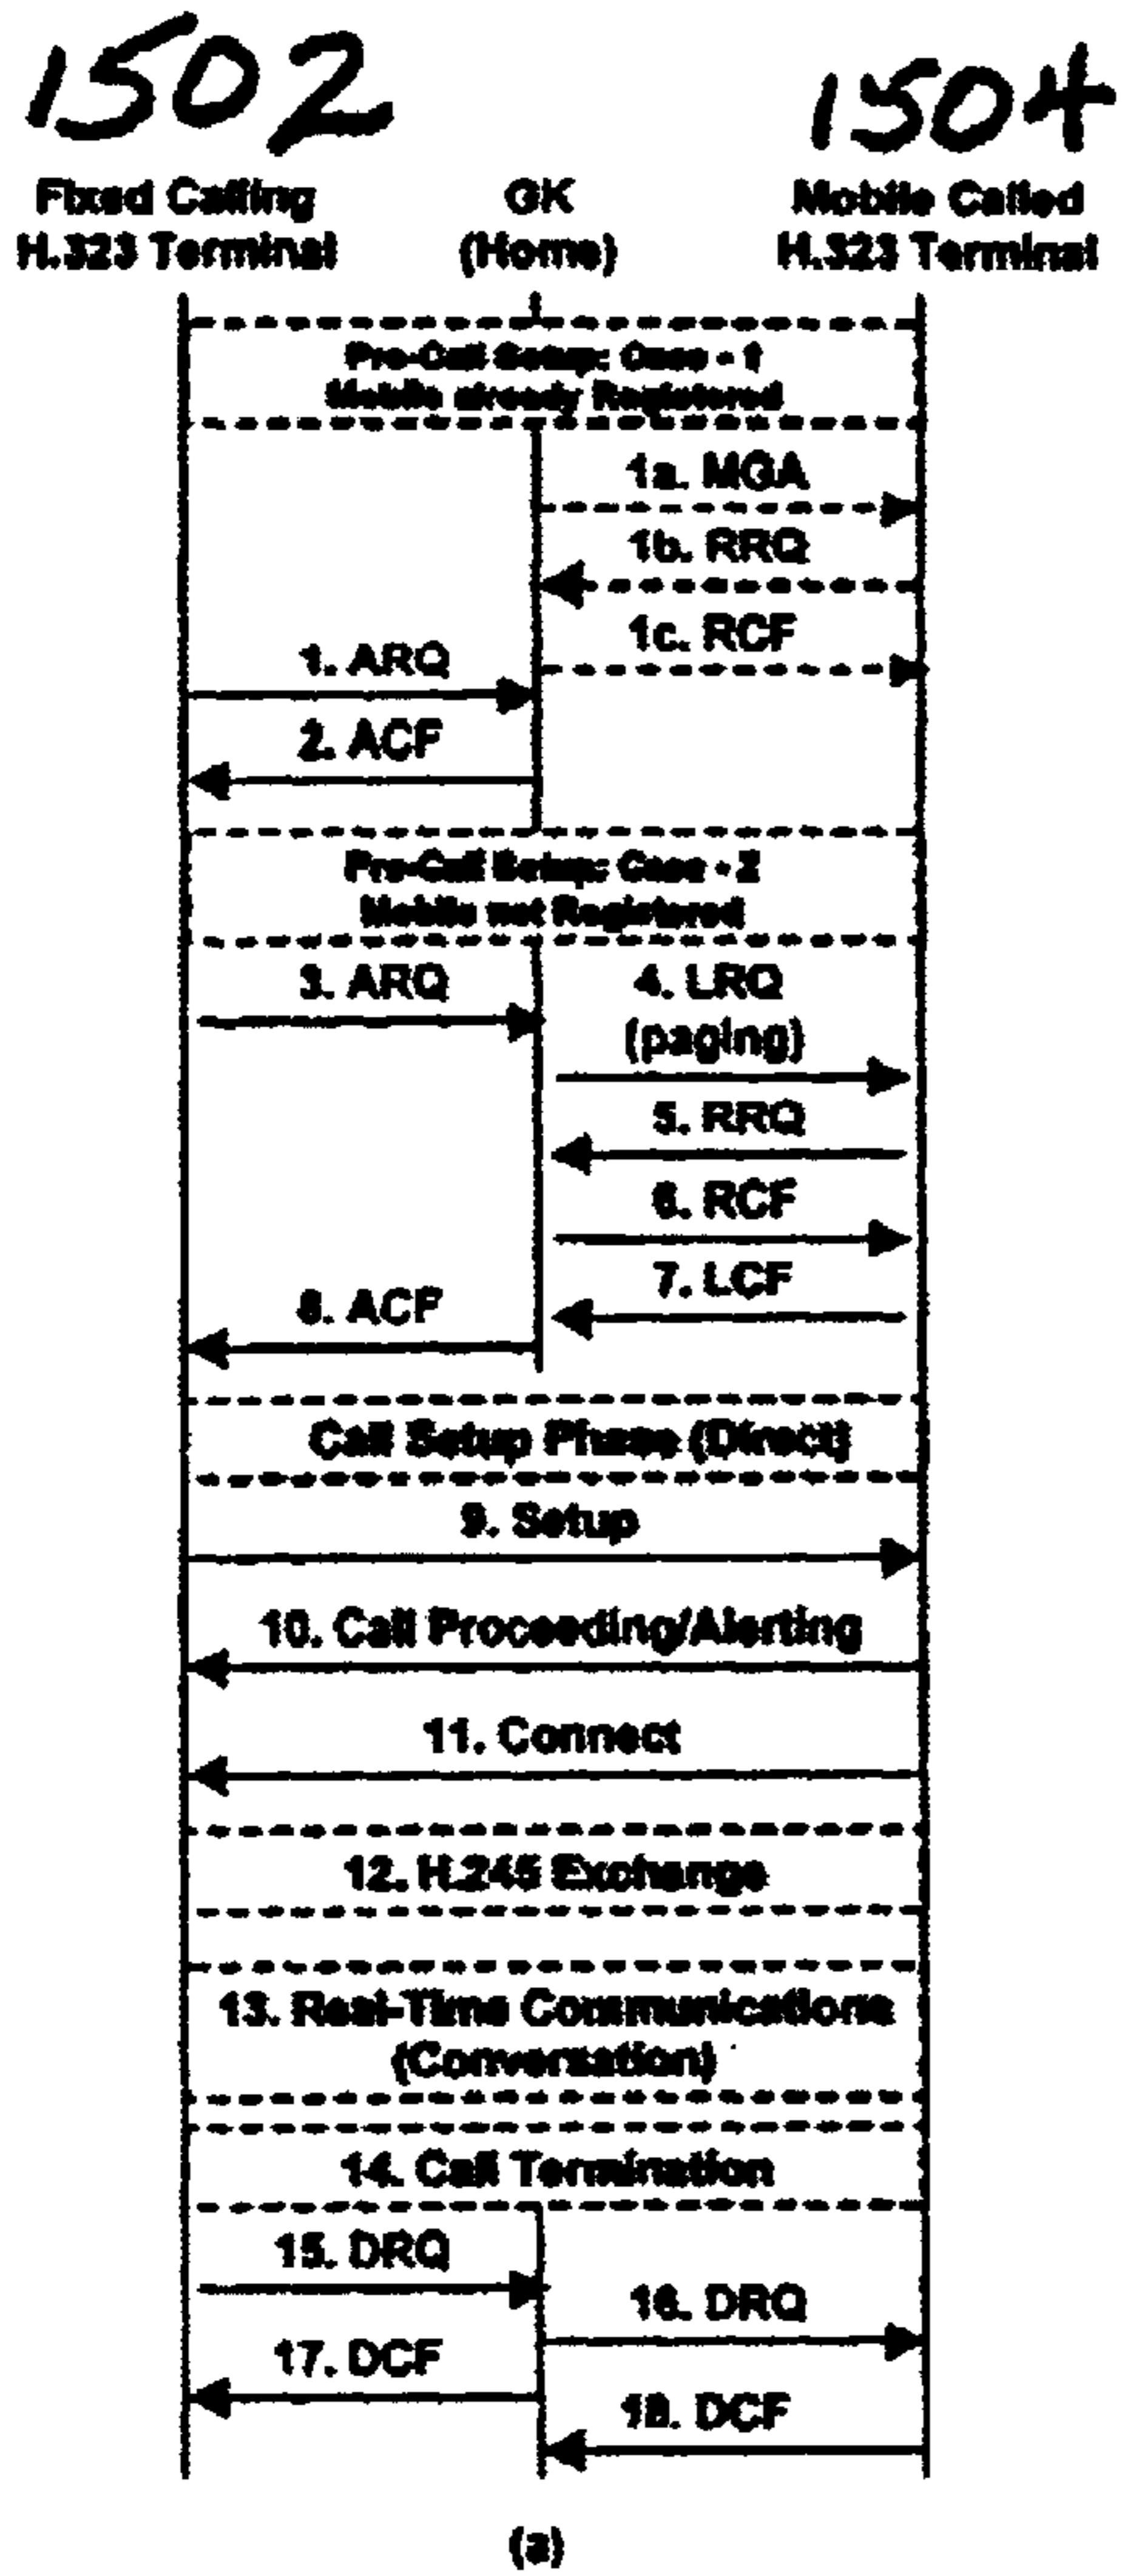 1502
1504
Fixed Calling
H.323 Terminal
GK
(Home)
Mobile Called
H.323 Terminal
Pre-Call Setup: Case - 1
Mobile already Registered
1a. MGA
1b. RRQ
1c. RCF
1. ARQ
2. ACF
Pre-Call Setup: Case - 2
Mobile not Registered
3. ARQ
4. LRQ
(paging)
5. RRQ
6. RCF
7. LCF
8. ACF
Call Setup Phase (Direct)
9. Setup
10. Call Proceeding/Alerting
11. Connect
12. H.245 Exchange
13. Real-Time Communications
(Conversation)
14. Call Termination
15. DRQ
16. DRQ
17. DCF
18. DCF
(a)